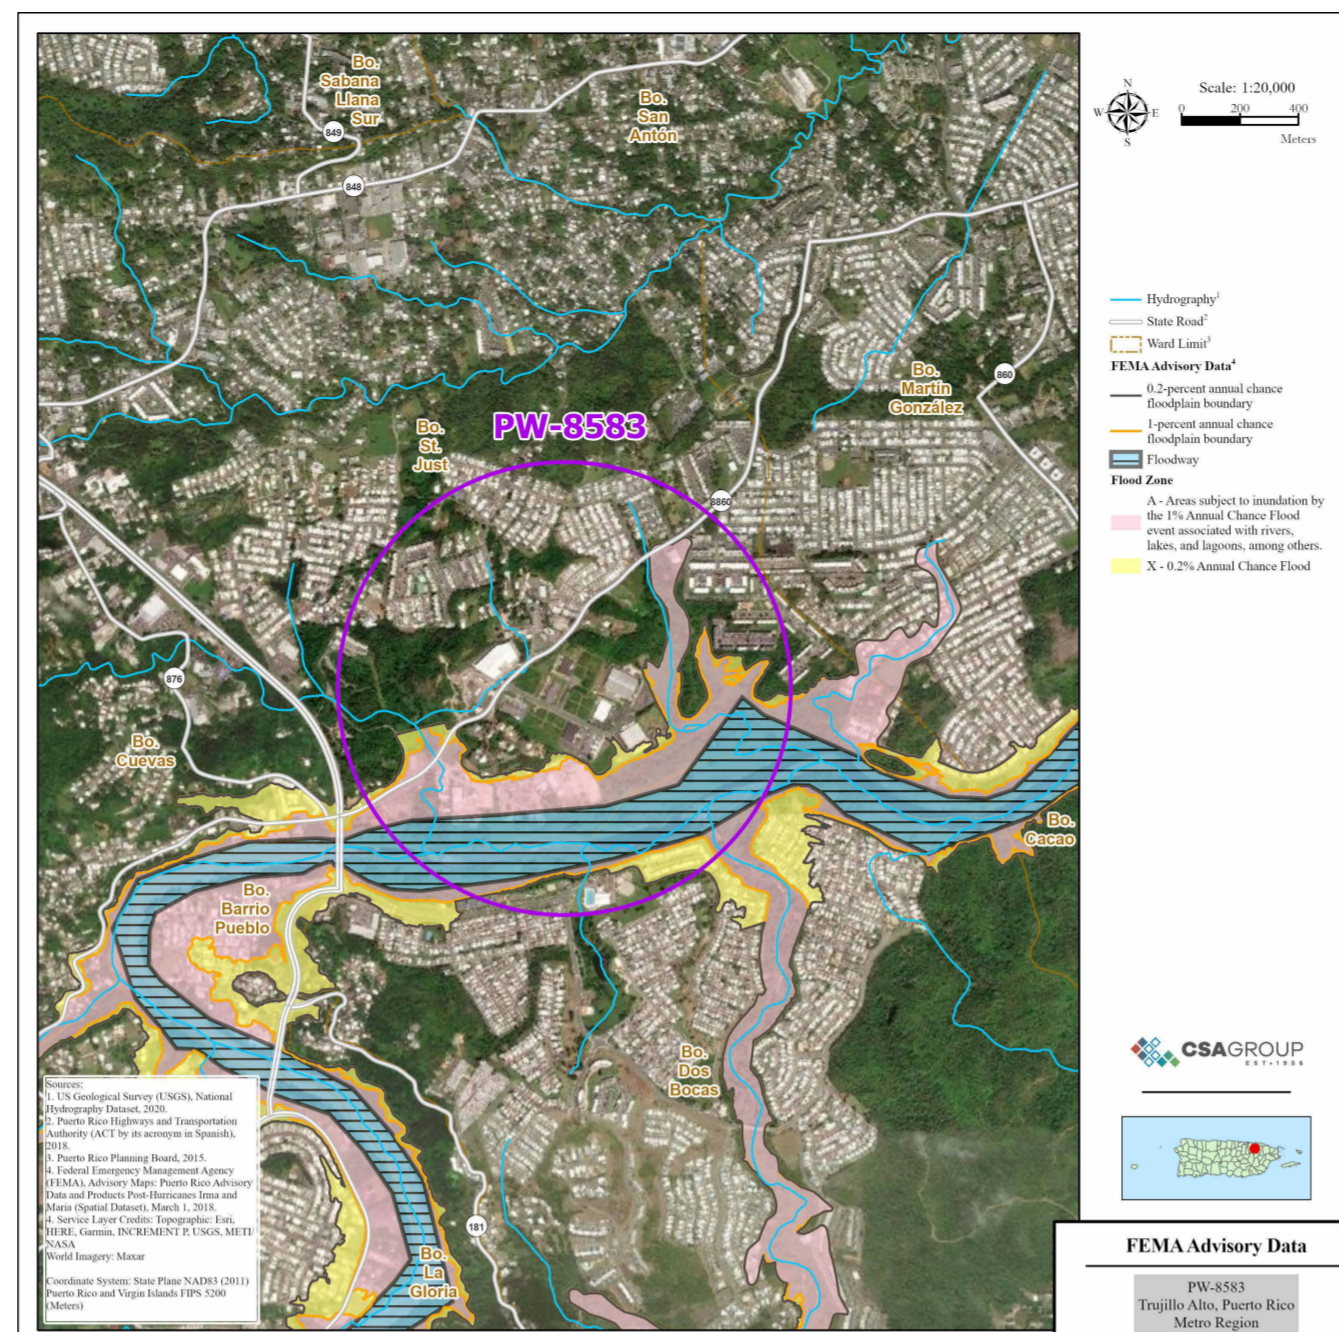 Bo.
Sabana
Llana
Sur
Bo.
San
Antón
849
848
Bo.
Martín
González
860
Bo.
St.
Just
PW-8583
8860
876
Bo.
Cuevas
Bo.
Cacao
Bo.
Barrio
Pueblo
Bo.
Dos
Bocas
181
Bo.
La
Gloria
Sources:
1. US Geological Survey (USGS), National
Hydrography Dataset, 2020.
2. Puerto Rico Highways and Transportation
Authority (ACT by its acronym in Spanish),
2018.
3. Puerto Rico Planning Board, 2015.
4. Federal Emergency Management Agency
(FEMA), Advisory Maps: Puerto Rico Advisory
Data and Products Post-Hurricanes Irma and
Maria (Spatial Dataset), March 1, 2018.
4. Service Layer Credits: Topographic: Esri,
HERE, Garmin, INCREMENT P, USGS, METI/
NASA
World Imagery: Maxar
Coordinate System: State Plane NAD83 (2011)
Puerto Rico and Virgin Islands FIPS 5200
(Meters)
N
W E
S
Scale: 1:20,000
0 200 400
Meters
Hydrography1
State Road2
Ward Limit3
FEMA Advisory Data4
0.2-percent annual chance
floodplain boundary
1-percent annual chance
floodplain boundary
Floodway
Flood Zone
A - Areas subject to inundation by
the 1% Annual Chance Flood
event associated with rivers,
lakes, and lagoons, among others.
X - 0.2% Annual Chance Flood
CSAGROUP
EST•1956
FEMA Advisory Data
PW-8583
Trujillo Alto, Puerto Rico
Metro Region